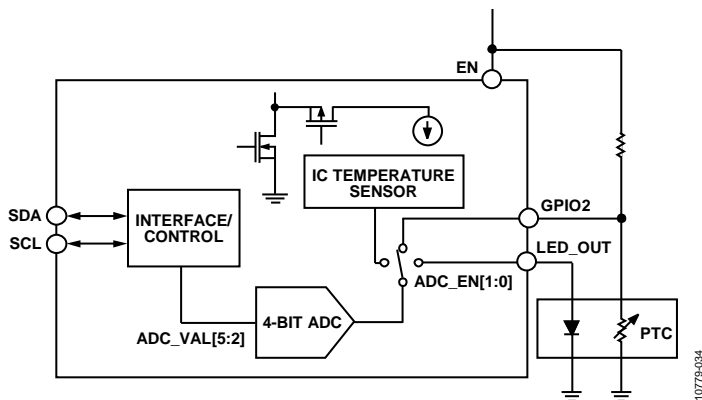 EN
IC TEMPERATURE
SENSOR
GPIO2
SDA
INTERFACE/
CONTROL
SCL
LED_OUT
ADC_EN[1:0]
4-BIT ADC
ADC_VAL[5:2]
PTC
10779-034